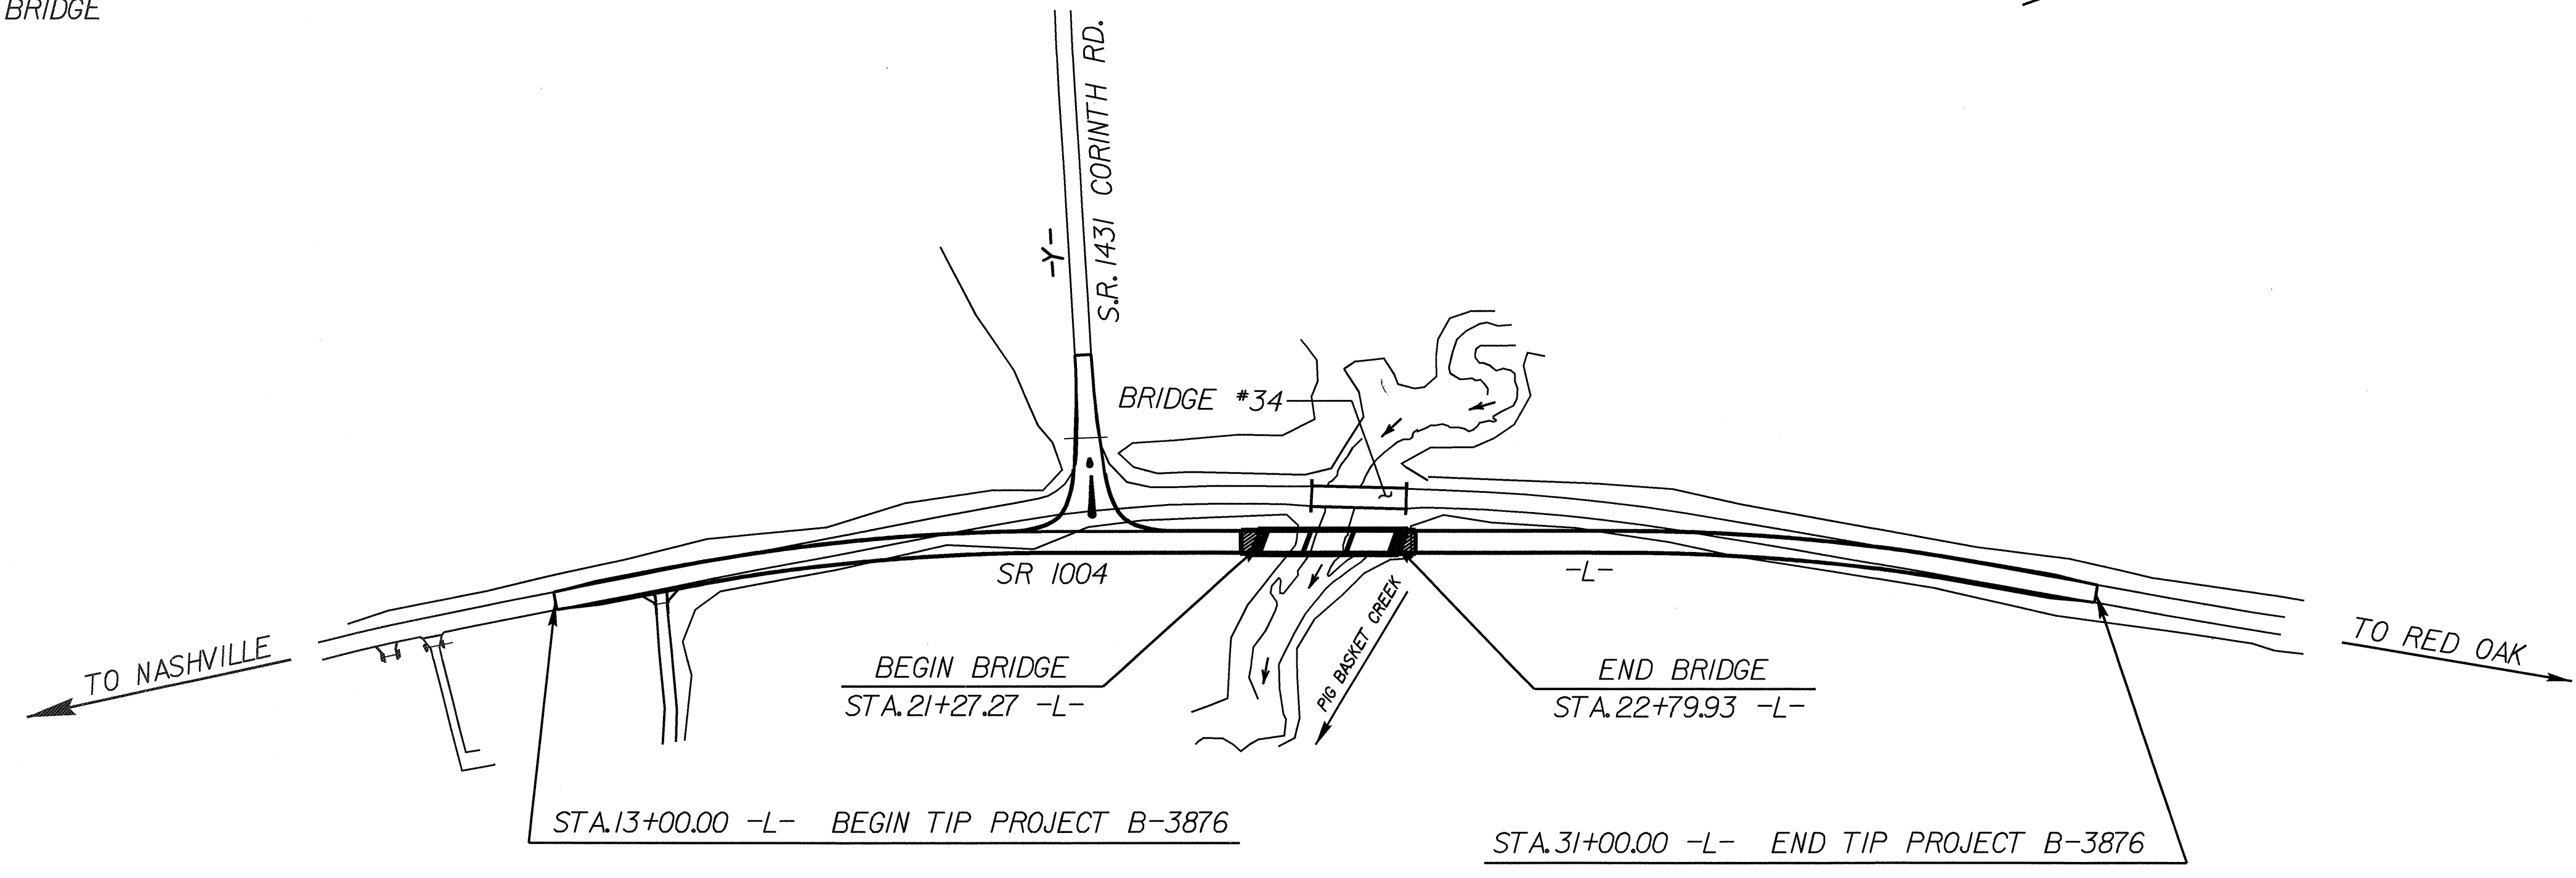 BRIDGE
S.R. 1431 CORINTH RD.
-Y-
BRIDGE #34
SR 1004
-L-
TO NASHVILLE
TO RED OAK
BEGIN BRIDGE
STA.21+27.27 -L-
PIG BASKET CREEK
END BRIDGE
STA.22+79.93 -L-
STA.13+00.00 -L- BEGIN TIP PROJECT B-3876
STA.31+00.00 -L- END TIP PROJECT B-3876